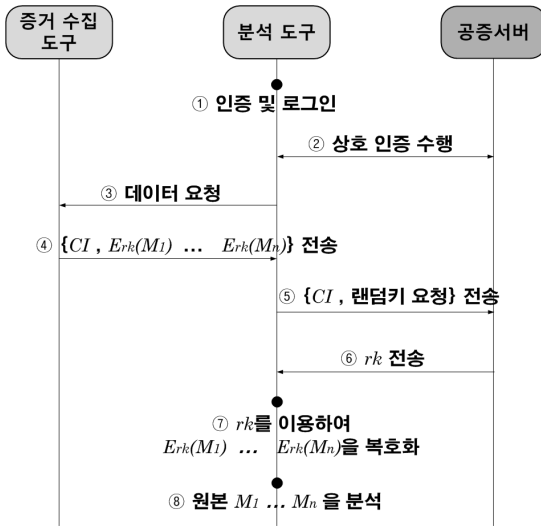 증거 수집
도구
분석 도구
공증서버
① 인증 및 로그인
② 상호 인증 수행
③ 데이터 요청
④ {CI , Erk(M1) ... Erk(Mn)} 전송
⑤ {CI , 랜덤키 요청} 전송
⑥ rk 전송
⑦ rk를 이용하여
Erk(M1) ... Erk(Mn)을 복호화
⑧ 원본 M1 ... Mn 을 분석